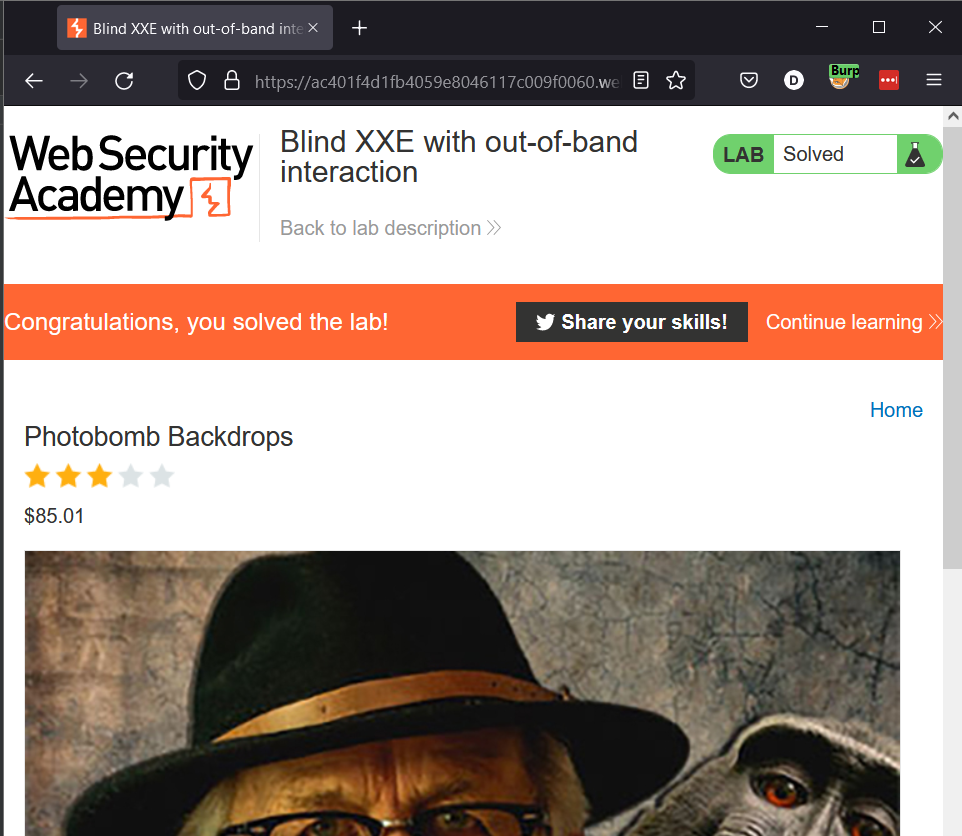 Blind XXE with out-of-band inte
https://ac401f4d1fb4059e8046117c009f0060.we
D
Burp
Web Security
Academy
Blind XXE with out-of-band
interaction
Back to lab description
LAB Solved
Congratulations, you solved the lab!
Share your skills!
Continue learning
Home
Photobomb Backdrops
$85.01